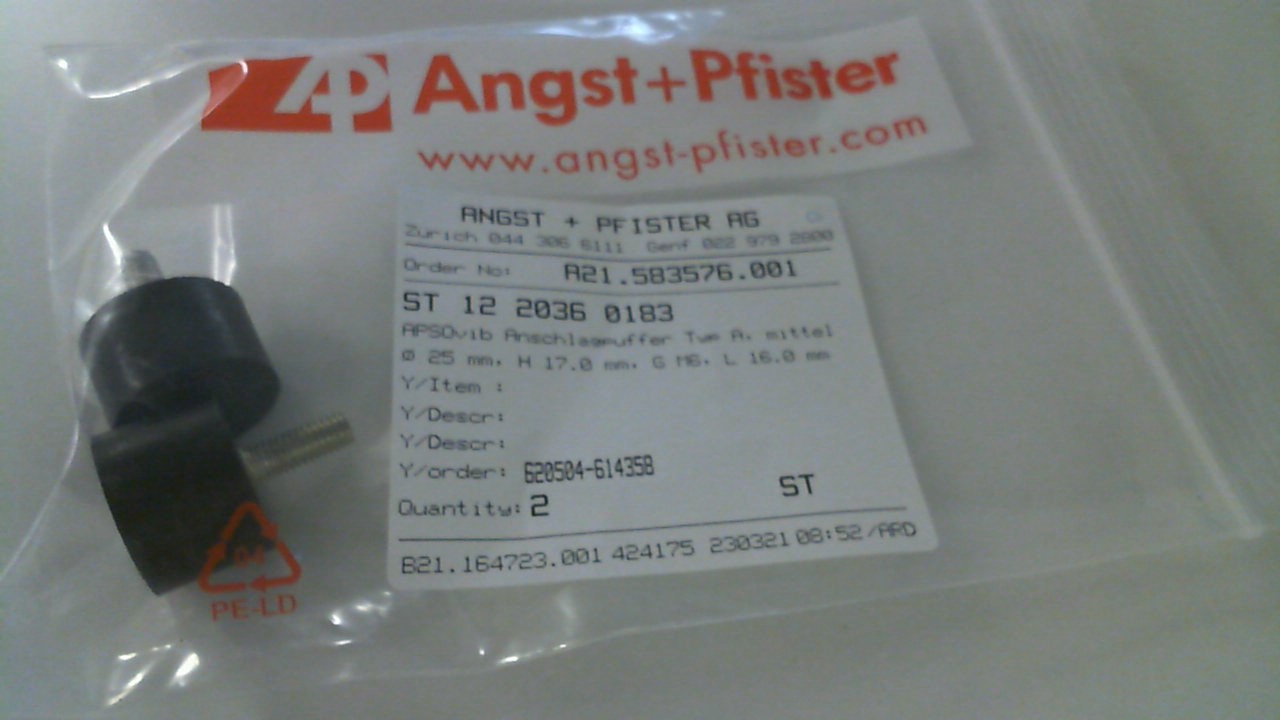 AP Angst+Pfister
www.angst-pfister.com
ANGST + PFISTER AG
Zurich 044 306 6111 Genf 022 979 2800
Order No: A21.583576.001
ST 12 2036 0183
APSOvib Anschlagpuffer Typ A, mittel
Ø 25 mm, H 17.0 mm, G M6, L 16.0 mm
Y/Item :
Y/Descr:
Y/Descr:
Y/order: 620504-614358
Quantity: 2 ST
B21.164723.001 424175 230321 08:52/ARD
04
PE-LD